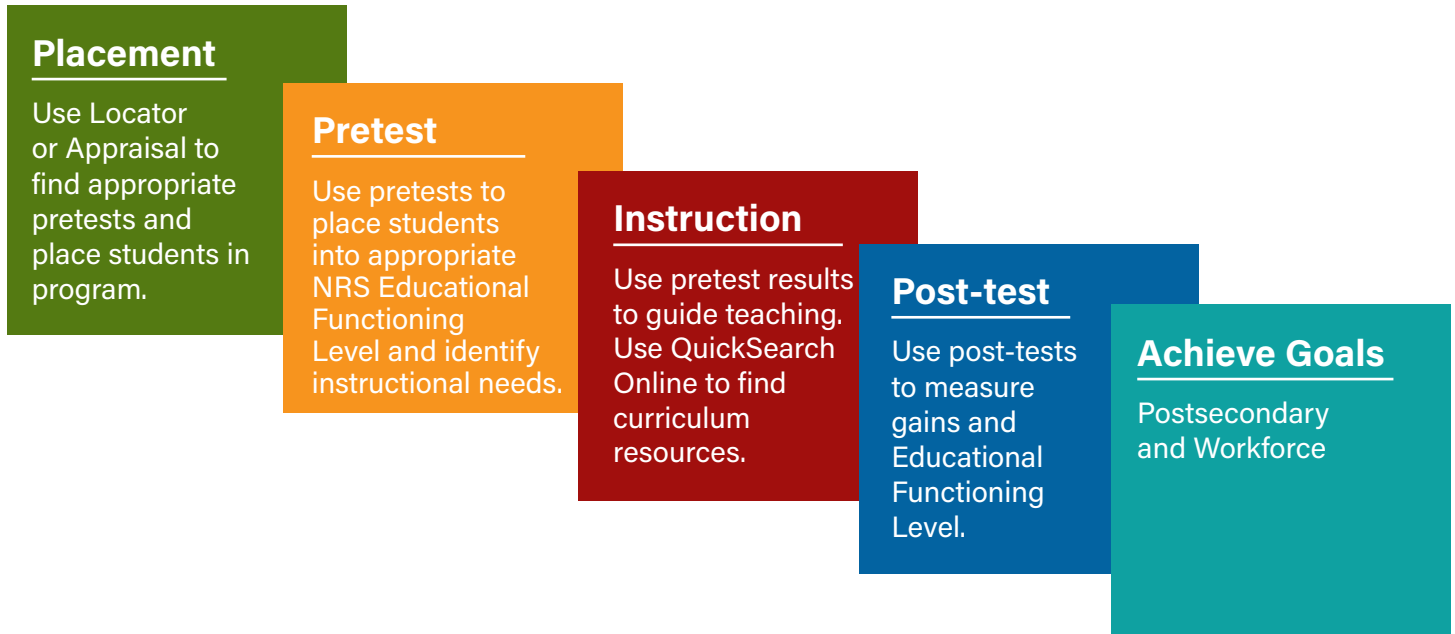 Placement
Use Locator
or Appraisal to
find appropriate
pretests and
place students in
program.
Pretest
Use pretests to
place students
into appropriate
NRS Educational
Functioning
Level and identify
instructional needs.
Instruction
Use pretest results
to guide teaching.
Use QuickSearch
Online to find
curriculum
resources.
Post-test
Use post-tests
to measure
gains and
Educational
Functioning
Level.
Achieve Goals
Postsecondary
and Workforce